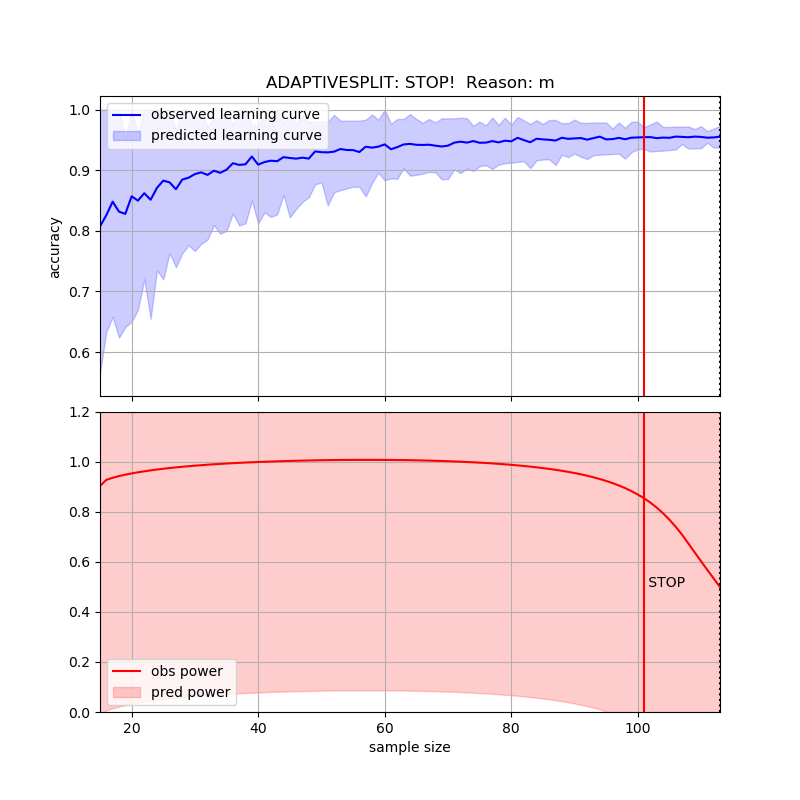 ADAPTIVESPLIT: STOP!  Reason: m
1.0
observed learning curve
predicted learning curve
0.9
0.8
0.7
0.6
accuracy
1.2
1.0
0.8
0.6
STOP
0.4
0.2
obs power
pred power
0.0
20 40 60 80 100
sample size